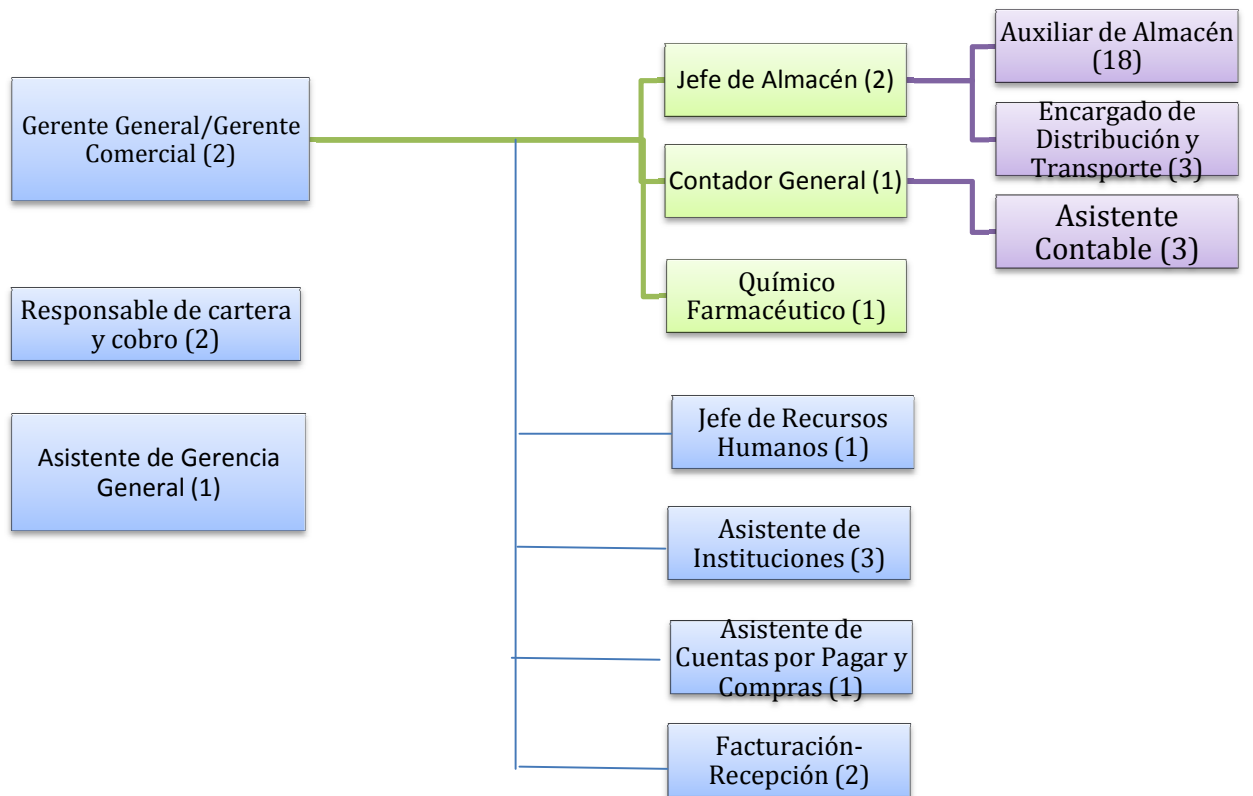 Gerente General/Gerente
Comercial (2)
Responsable de cartera
y cobro (2)
Asistente de Gerencia
General (1)
Jefe de Almacén (2)
Contador General (1)
Químico
Farmacéutico (1)
Jefe de Recursos
Humanos (1)
Asistente de
Instituciones (3)
Asistente de
Cuentas por Pagar y
Compras (1)
Facturación-
Recepción (2)
Auxiliar de Almacén
(18)
Encargado de
Distribución y
Transporte (3)
Asistente
Contable (3)